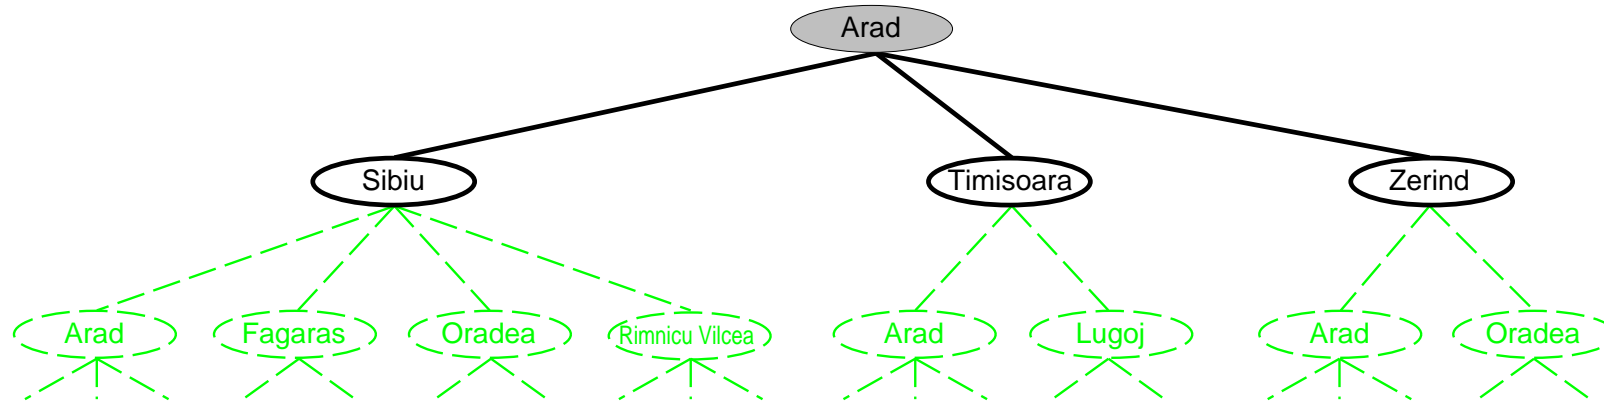 Arad
Sibiu
Timisoara
Zerind
Arad
Fagaras
Oradea
Rimnicu Vilcea
Arad
Lugoj
Arad
Oradea